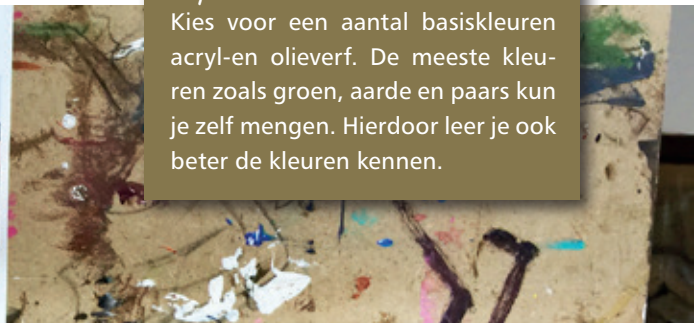 Kies voor een aantal basiskleuren
acryl-en olieverf. De meeste kleu-
ren zoals groen, aarde en paars kun
je zelf mengen. Hierdoor leer je ook
beter de kleuren kennen.